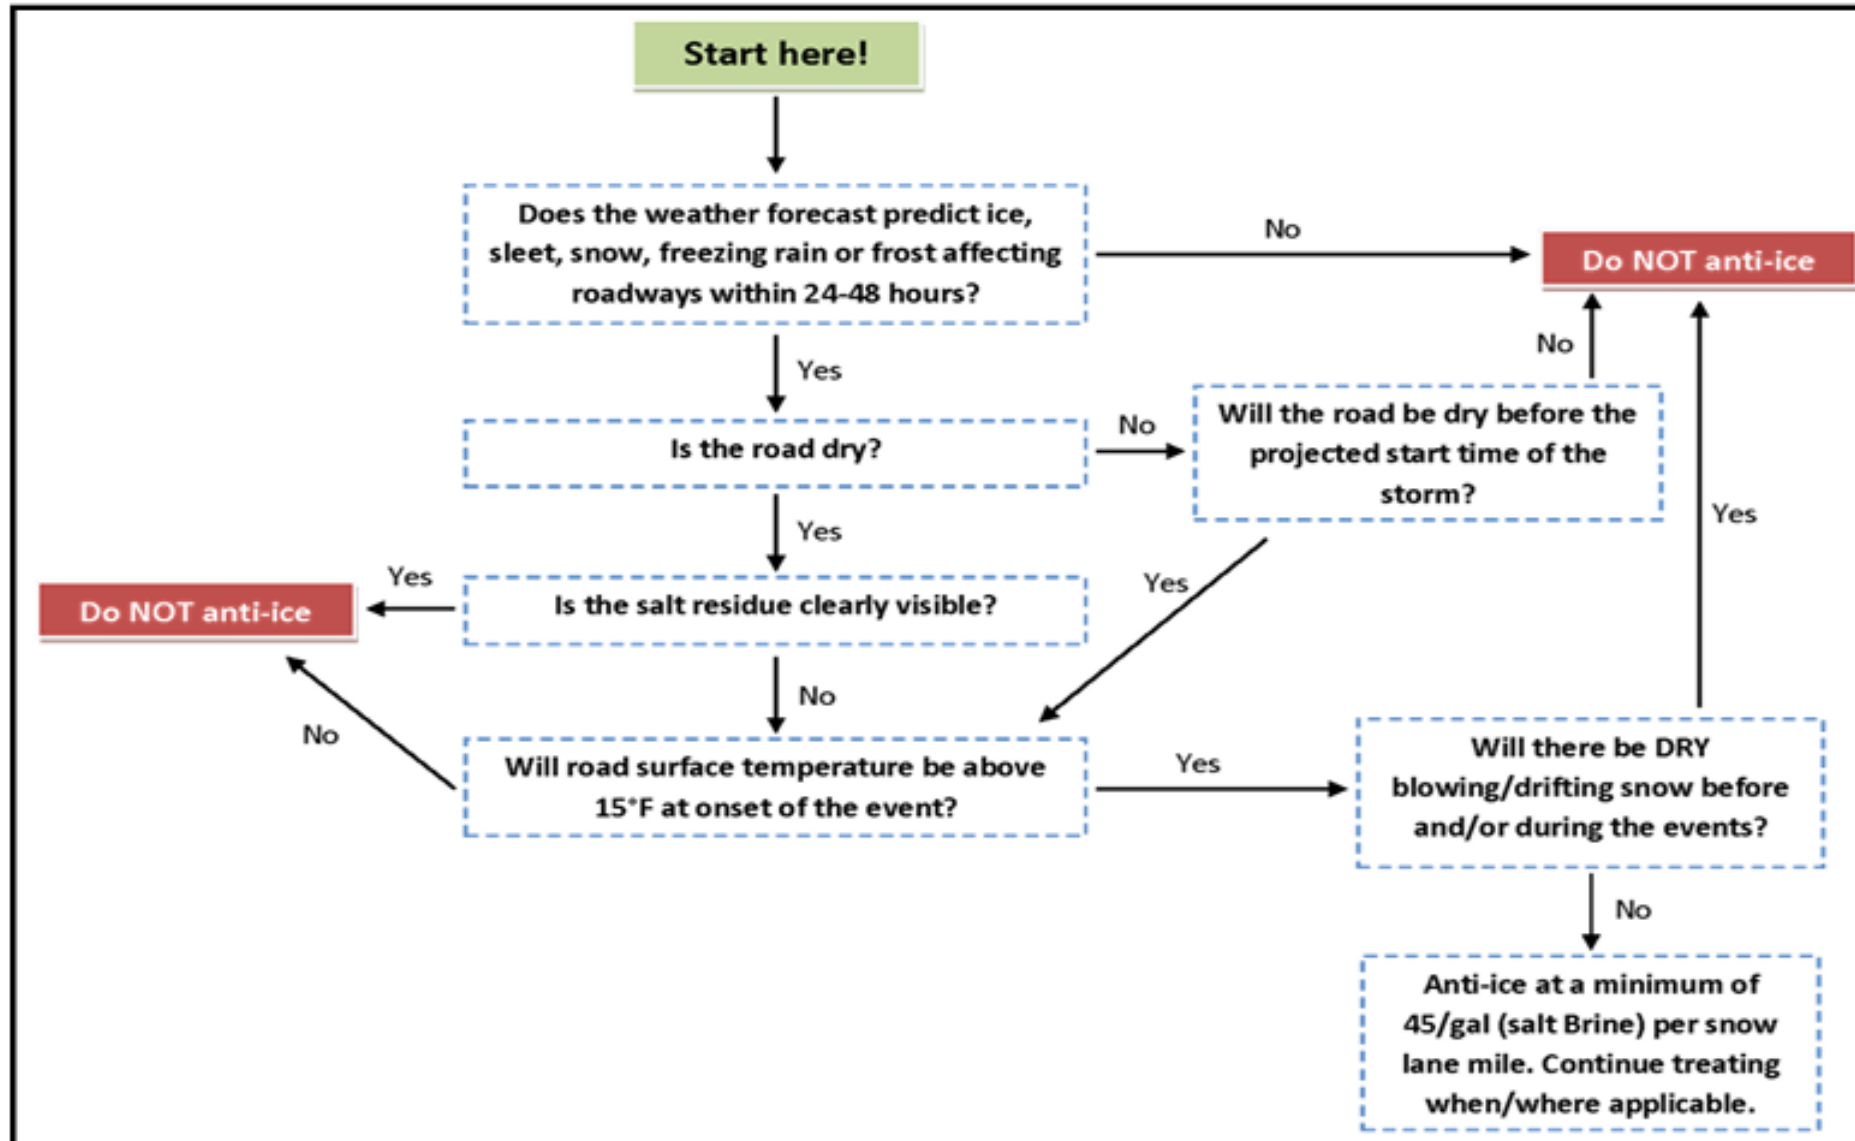 Start here!
Does the weather forecast predict ice,
sleet, snow, freezing rain or frost affecting
roadways within 24-48 hours?
No
Do NOT anti-ice
Yes
No
Is the road dry?
No
Will the road be dry before the
projected start time of the
storm?
Yes
Yes
Yes
Do NOT anti-ice
Is the salt residue clearly visible?
Yes
No
No
Will road surface temperature be above
15°F at onset of the event?
Yes
Will there be DRY
blowing/drifting snow before
and/or during the events?
No
Anti-ice at a minimum of
45/gal (salt Brine) per snow
lane mile. Continue treating
when/where applicable.